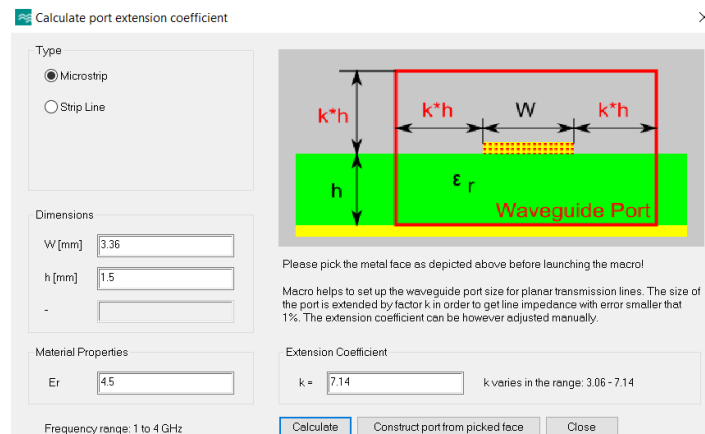 Calculate port extension coefficient
Type
Microstrip
Strip Line
k*h
k*h
W
k*h
h
εr
Waveguide Port
Dimensions
W [mm] 3.36
h [mm] 1.5
-
Please pick the metal face as depicted above before launching the macro!
Macro helps to set up the waveguide port size for planar transmission lines. The size of
the port is extended by factor k in order to get line impedance with error smaller that
1%. The extension coefficient can be however adjusted manually.
Material Properties
Er 4.5
Extension Coefficient
k = 7.14 k varies in the range: 3.06 - 7.14
Frequency range: 1 to 4 GHz
Calculate Construct port from picked face Close